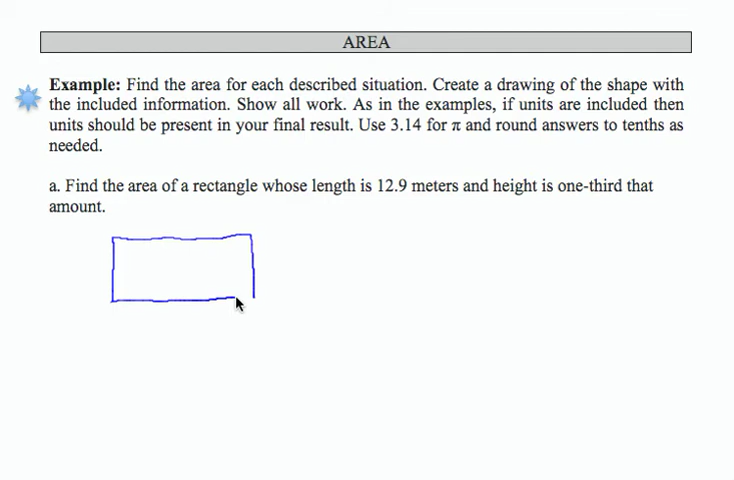 AREA
Example: Find the area for each described situation. Create a drawing of the shape with
the included information. Show all work. As in the examples, if units are included then
units should be present in your final result. Use 3.14 for π and round answers to tenths as
needed.
a. Find the area of a rectangle whose length is 12.9 meters and height is one-third that
amount.